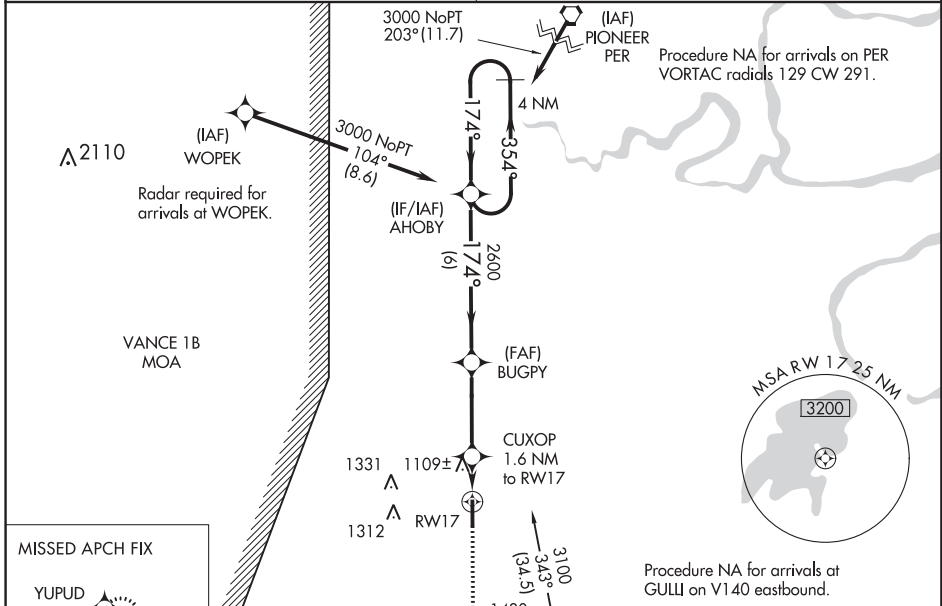 3000 NoPT
203° (11.7)
(IAF)
PIONEER
PER
Procedure NA for arrivals on PER
VORTAC radials 129 CW 291.
4 NM
174°
354°
3000 NoPT
104°
(8.6)
(IAF)
WOPEK
2110
Radar required for
arrivals at WOPEK.
(IF/IAF)
AHOBY
2600
174°
(6)
VANCE 1B
MOA
(FAF)
BUGPY
MSA RW 17 25 NM
3200
CUXOP
1.6 NM
to RW17
1331
1109±
1312
RW17
3100
343°
(34.5)
MISSED APCH FIX
YUPUD
Procedure NA for arrivals at
GULLI on V140 eastbound.